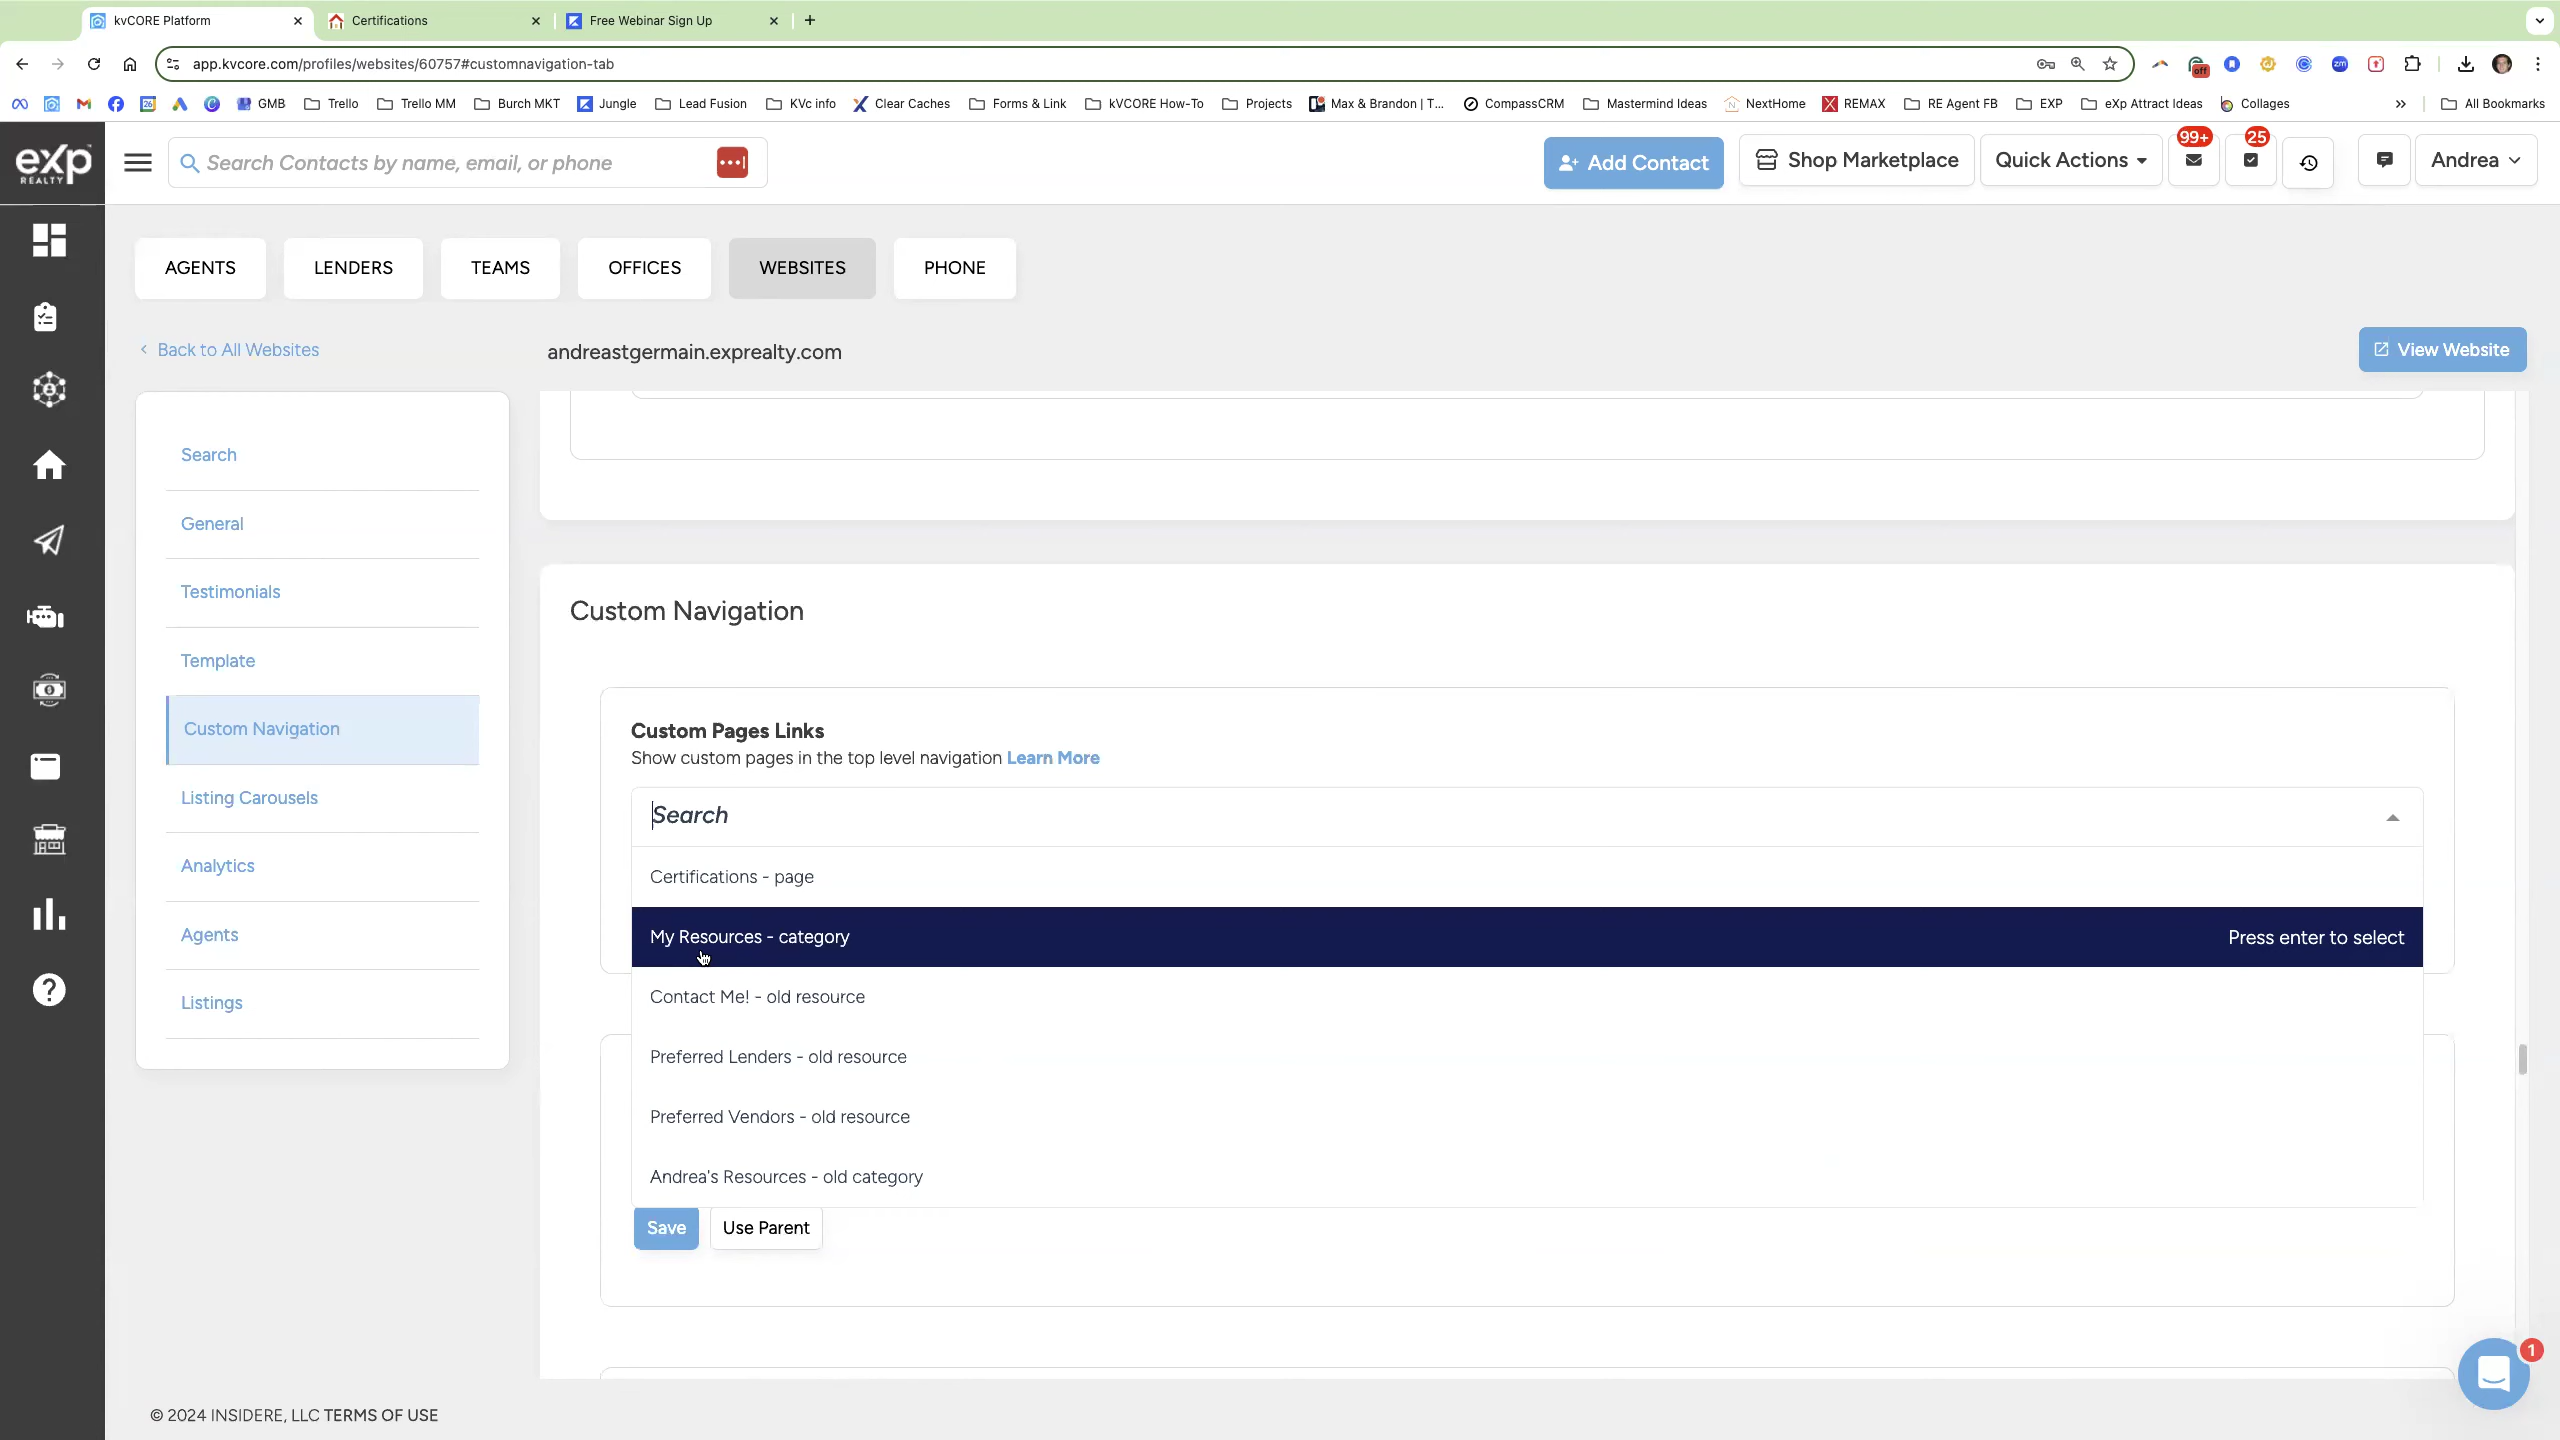 kvCORE Platform
Certifications
Free Webinar Sign Up
app.kvcore.com/profiles/websites/60757#customnavigation-tab
off
zm
26
GMB
Trello
Trello MM
Burch MKT
Jungle
Lead Fusion
KVc info
Clear Caches
Forms & Link
kVCORE How-To
Projects
Max & Brandon | T...
CompassCRM
Mastermind Ideas
NextHome
REMAX
RE Agent FB
EXP
eXp Attract Ideas
Collages
All Bookmarks
eXp
REALTY
Search Contacts by name, email, or phone
Add Contact
Shop Marketplace
Quick Actions
99+
25
Andrea
AGENTS
LENDERS
TEAMS
OFFICES
WEBSITES
PHONE
Back to All Websites
andreastgermain.exprealty.com
View Website
Search
General
Testimonials
Template
Custom Navigation
Listing Carousels
Analytics
Agents
Listings
Custom Navigation
Custom Pages Links
Show custom pages in the top level navigation Learn More
Search
Certifications - page
My Resources - category
Press enter to select
Contact Me! - old resource
Preferred Lenders - old resource
Preferred Vendors - old resource
Andrea's Resources - old category
Save
Use Parent
1
© 2024 INSIDERE, LLC TERMS OF USE